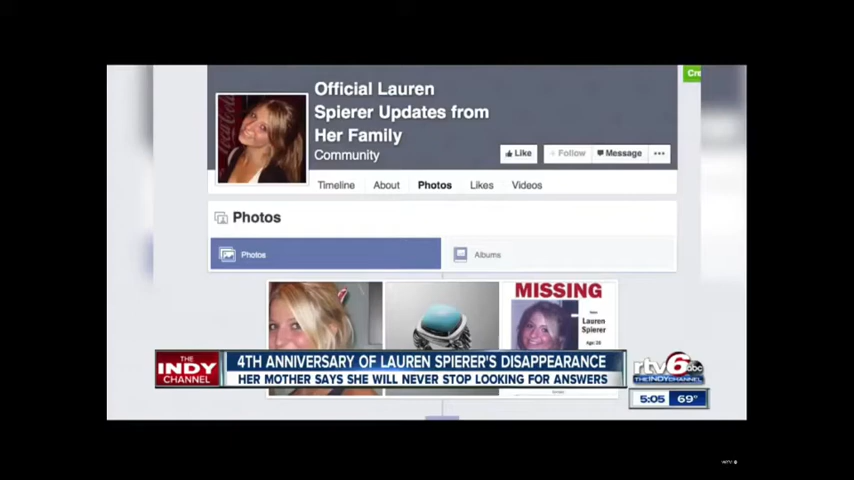 Official Lauren
Spierer Updates from
Her Family
Community
Like
+ Follow
Message
Timeline
About
Photos
Likes
Videos
Photos
Photos
Albums
MISSING
Lauren
Spierer
THE
INDY
CHANNEL
4TH ANNIVERSARY OF LAUREN SPIERER'S DISAPPEARANCE
HER MOTHER SAYS SHE WILL NEVER STOP LOOKING FOR ANSWERS
rtv6 abc
THE INDY CHANNEL
5:05 69°